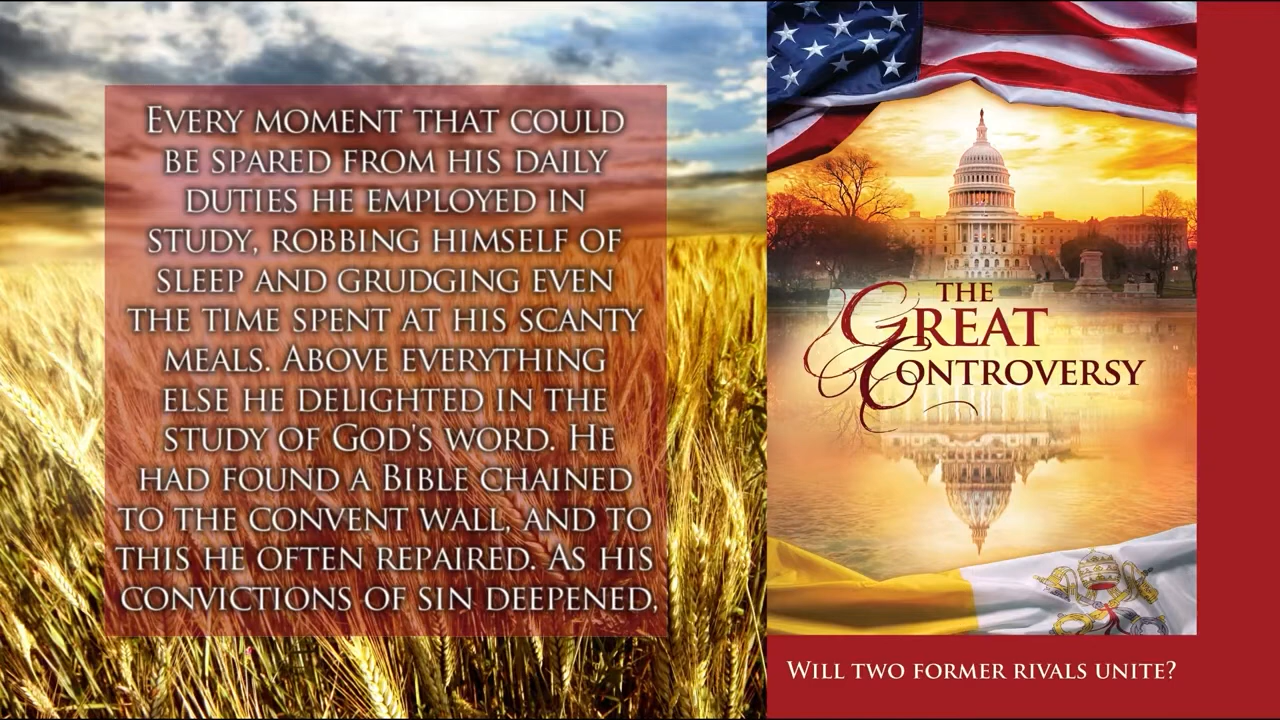 Every moment that could
be spared from his daily
duties he employed in
study, robbing himself of
sleep and grudging even
the time spent at his scanty
meals. Above everything
else he delighted in the
study of God's word. He
had found a Bible chained
to the convent wall, and to
this he often repaired. As his
convictions of sin deepened,
The
Great
Controversy
Will two former rivals unite?